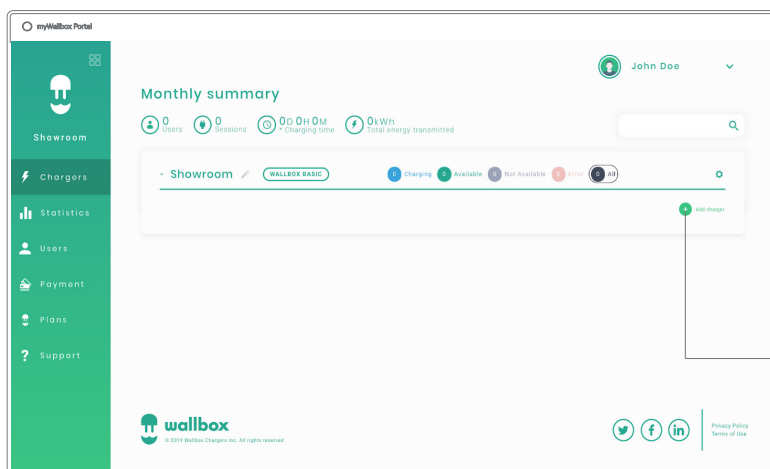 myWallbox Portal
John Doe
Showroom
Chargers
Statistics
Users
Payment
Plans
Support
Monthly summary
0 Users
0 Sessions
0D 0H 0M * Charging time
0kWh Total energy transmitted
Showroom WALLBOX BASIC 0 Charging 0 Available 0 Not Available 0 Error 0 All
+ Add charger
wallbox
© 2019 Wallbox Chargers Inc. All rights reserved
Privacy Policy
Terms of Use